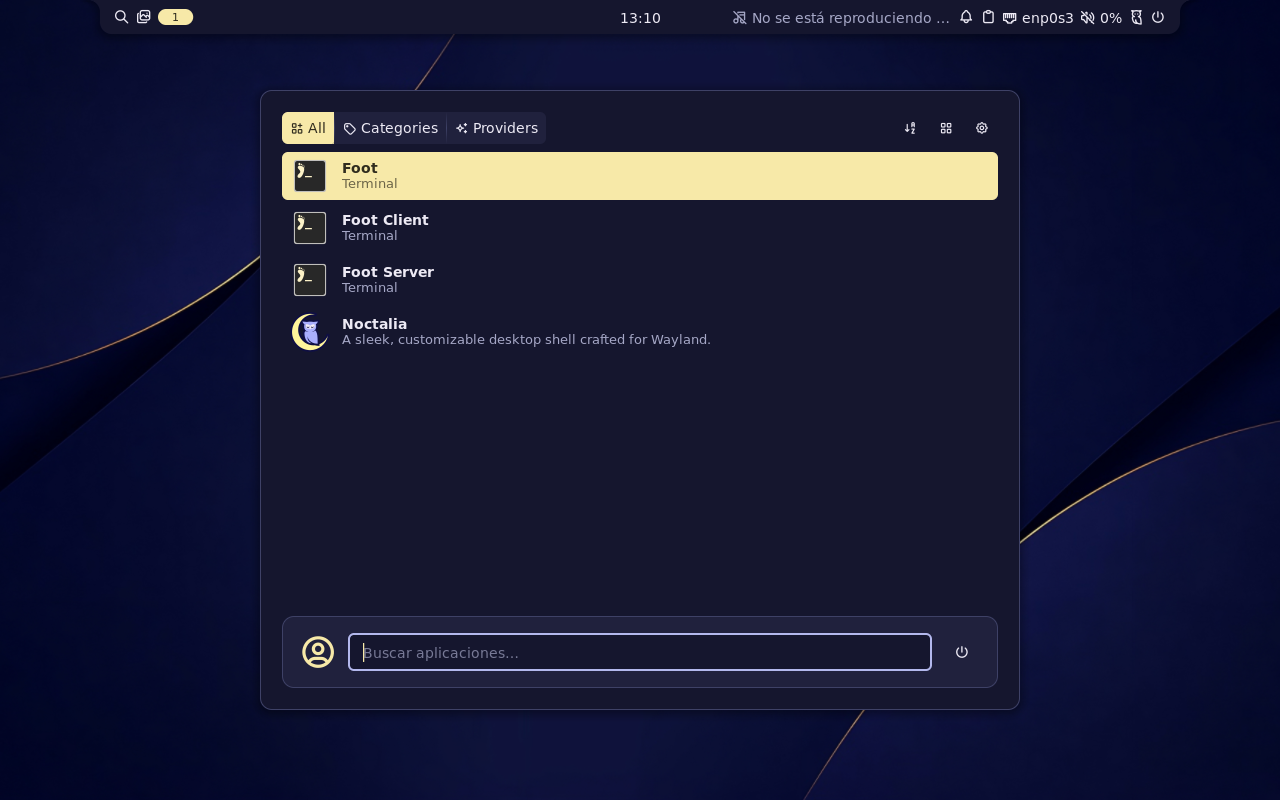 1
13:10
No se está reproduciendo ...
enp0s3
0%
All
Categories
Providers
Foot
Terminal
Foot Client
Terminal
Foot Server
Terminal
Noctalia
A sleek, customizable desktop shell crafted for Wayland.
Buscar aplicaciones...